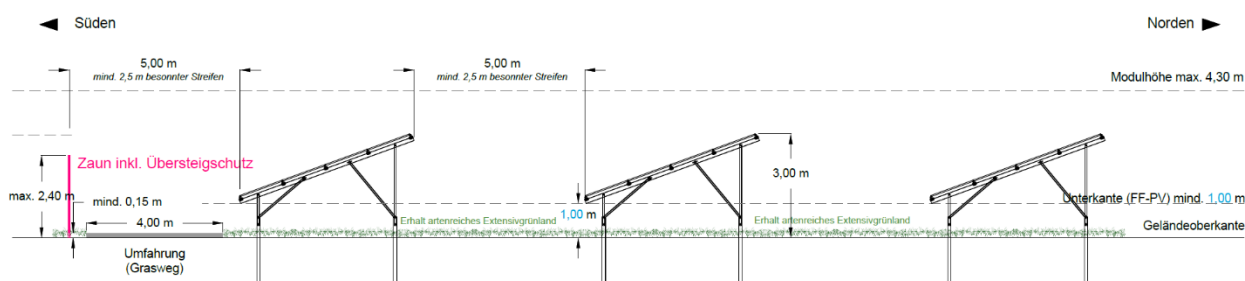 Süden
Norden
5,00 m
mind. 2,5 m besonnter Streifen
5,00 m
mind. 2,5 m besonnter Streifen
Modulhöhe max. 4,30 m
Zaun inkl. Übersteigschutz
max. 2,40 m
mind. 0,15 m
3,00 m
Unterkante (FF-PV) mind. 1,00 m
4,00 m
1,00 m
Erhalt artenreiches Extensivgrünland
Erhalt artenreiches Extensivgrünland
Geländeoberkante
Umfahrung
(Grasweg)